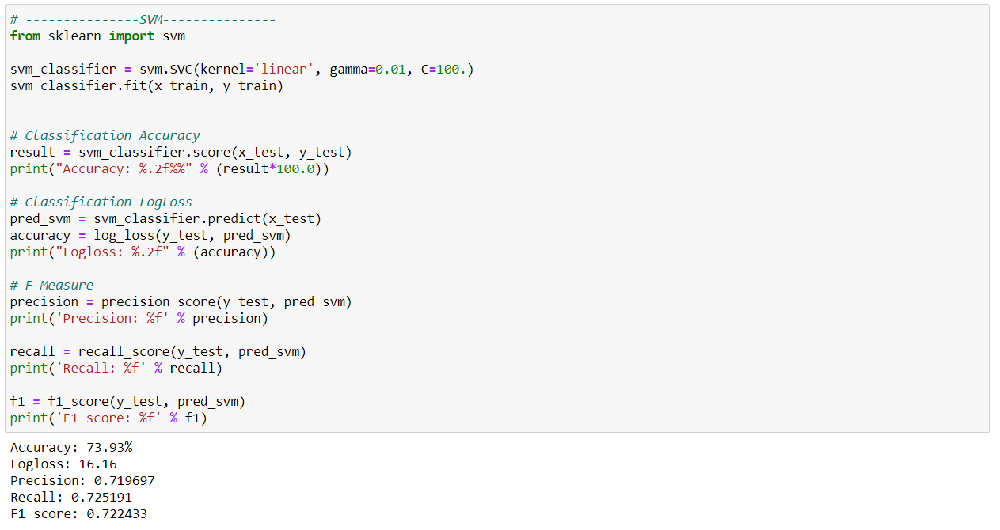 # ---------------SVM---------------
from sklearn import svm
svm_classifier = svm.SVC(kernel='linear', gamma=0.01, C=100.)
svm_classifier.fit(x_train, y_train)
# Classification Accuracy
result = svm_classifier.score(x_test, y_test)
print("Accuracy: %.2f%%" % (result*100.0))
# Classification LogLoss
pred_svm = svm_classifier.predict(x_test)
accuracy = log_loss(y_test, pred_svm)
print("Logloss: %.2f" % (accuracy))
# F-Measure
precision = precision_score(y_test, pred_svm)
print('Precision: %f' % precision)
recall = recall_score(y_test, pred_svm)
print('Recall: %f' % recall)
f1 = f1_score(y_test, pred_svm)
print('F1 score: %f' % f1)
Accuracy: 73.93%
Logloss: 16.16
Precision: 0.719697
Recall: 0.725191
F1 score: 0.722433